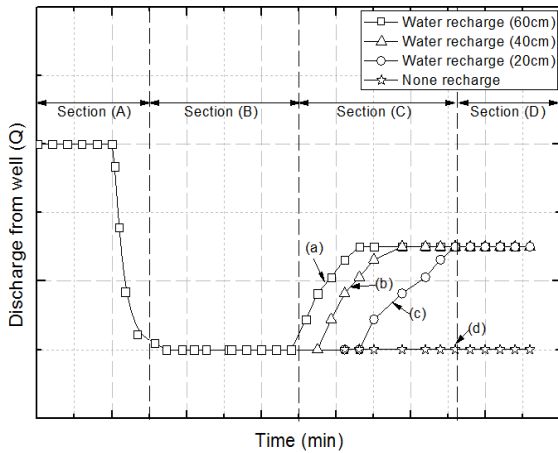 Water recharge (60cm)
Water recharge (40cm)
Water recharge (20cm)
None recharge
Section (A)
Section (B)
Section (C)
Section (D)
(a)
(b)
(c)
(d)
Discharge from well (Q)
Time (min)